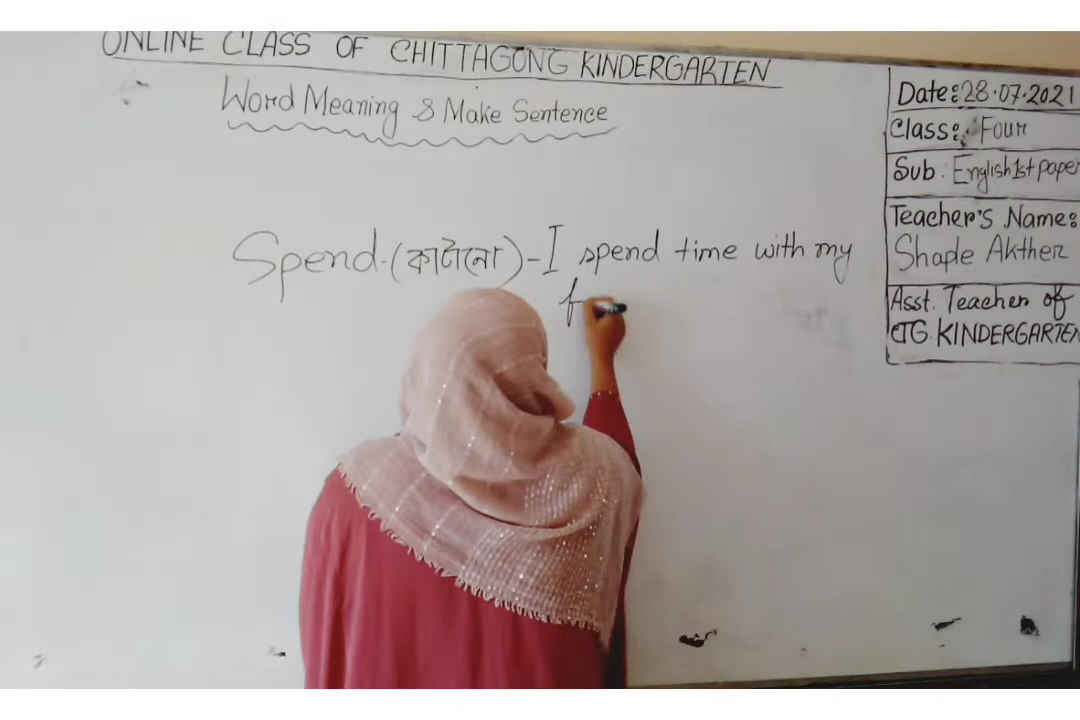 ONLINE CLASS OF CHITTAGONG KINDERGARTEN
Word Meaning & Make Sentence
Date:28.07.2021
Class: Four
Sub: English 1st paper
Teacher's Name:
Shaple Akther
Asst. Teacher of
CTG. KINDERGARTEN
Spend.(কাটানো)-I spend time with my
f